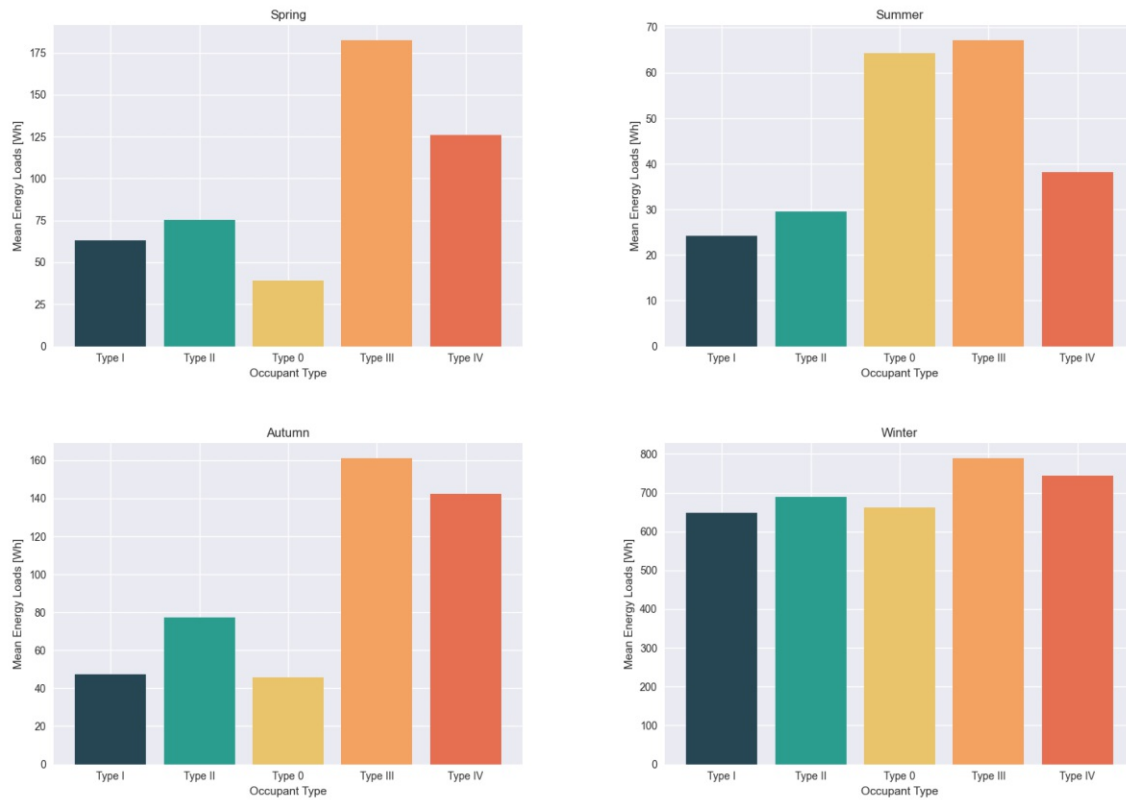 Spring
Mean Energy Loads [Wh]
175
150
125
100
75
50
25
0
Type I Type II Type 0 Type III Type IV
Occupant Type
Summer
Mean Energy Loads [Wh]
70
60
50
40
30
20
10
0
Type I Type II Type 0 Type III Type IV
Occupant Type
Autumn
Mean Energy Loads [Wh]
160
140
120
100
80
60
40
20
0
Type I Type II Type 0 Type III Type IV
Occupant Type
Winter
Mean Energy Loads [Wh]
800
700
600
500
400
300
200
100
0
Type I Type II Type 0 Type III Type IV
Occupant Type